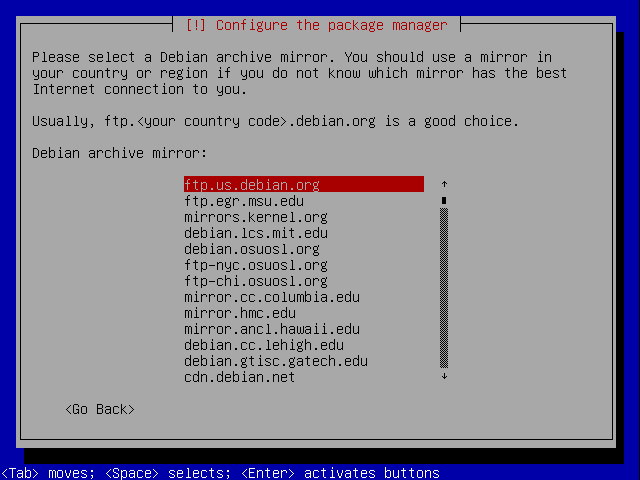 [!] Configure the package manager
Please select a Debian archive mirror. You should use a mirror in
your country or region if you do not know which mirror has the best
Internet connection to you.
Usually, ftp.<your country code>.debian.org is a good choice.
Debian archive mirror:
ftp.us.debian.org
ftp.egr.msu.edu
mirrors.kernel.org
debian.lcs.mit.edu
debian.osuosl.org
ftp-nyc.osuosl.org
ftp-chi.osuosl.org
mirror.cc.columbia.edu
mirror.hmc.edu
mirror.ancl.hawaii.edu
debian.cc.lehigh.edu
debian.gtisc.gatech.edu
cdn.debian.net
<Go Back>
<Tab> moves; <Space> selects; <Enter> activates buttons